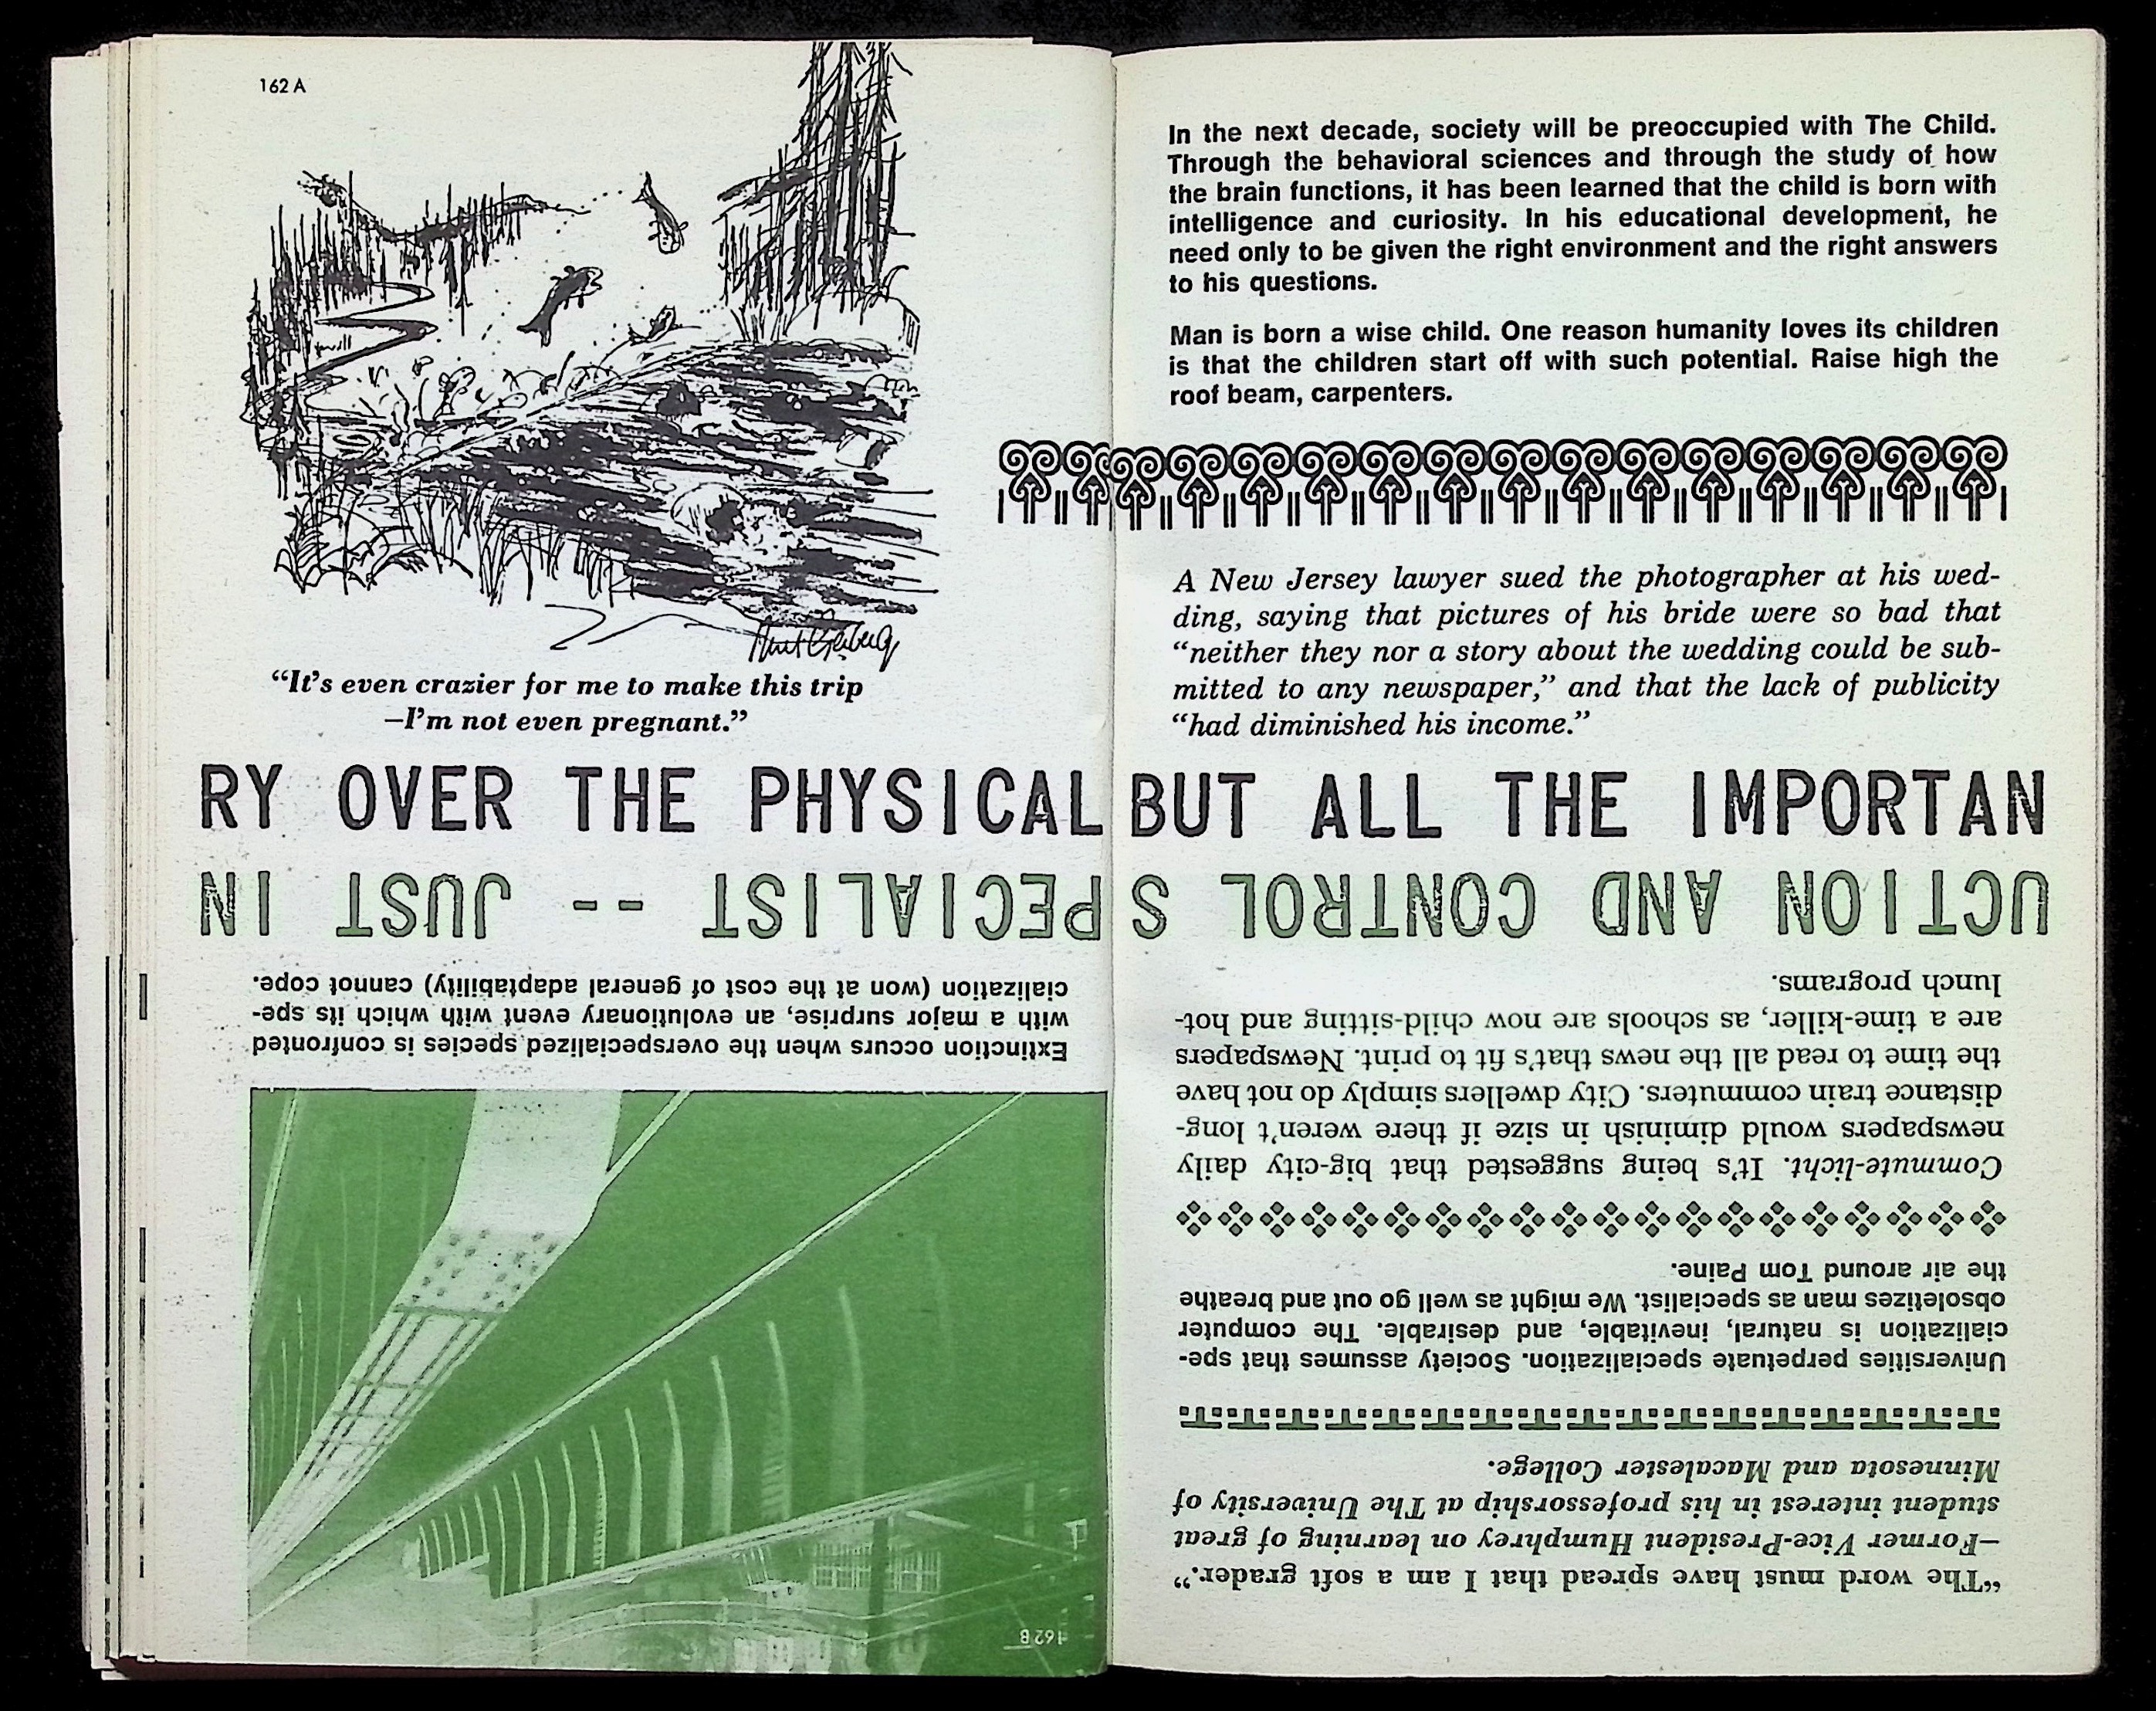 162 A
"It's even crazier for me to make this trip
—I'm not even pregnant."
In the next decade, society will be preoccupied with The Child.
Through the behavioral sciences and through the study of how
the brain functions, it has been learned that the child is born with
intelligence and curiosity. In his educational development, he
need only to be given the right environment and the right answers
to his questions.
Man is born a wise child. One reason humanity loves its children
is that the children start off with such potential. Raise high the
roof beam, carpenters.
A New Jersey lawyer sued the photographer at his wed-
ding, saying that pictures of his bride were so bad that
"neither they nor a story about the wedding could be sub-
mitted to any newspaper," and that the lack of publicity
"had diminished his income."
RY OVER THE PHYSICAL BUT ALL THE IMPORTAN
UCTION AND CONTROL SPECIALIST -- JUST IN
"The word must have spread that I am a soft grader."
—Former Vice-President Humphrey on learning of great
student interest in his professorship at The University of
Minnesota and Macalester College.
Universities perpetuate specialization. Society assumes that spe-
cialization is natural, inevitable, and desirable. The computer
obsoletizes man as specialist. We might as well go out and breathe
the air around Tom Paine.
Commute-licht. It's being suggested that big-city daily
newspapers would diminish in size if there weren't long-
distance train commuters. City dwellers simply do not have
the time to read all the news that's fit to print. Newspapers
are a time-killer, as schools are now child-sitting and hot-
lunch programs.
162 B
Extinction occurs when the overspecialized species is confronted
with a major surprise, an evolutionary event with which its spe-
cialization (won at the cost of general adaptability) cannot cope.